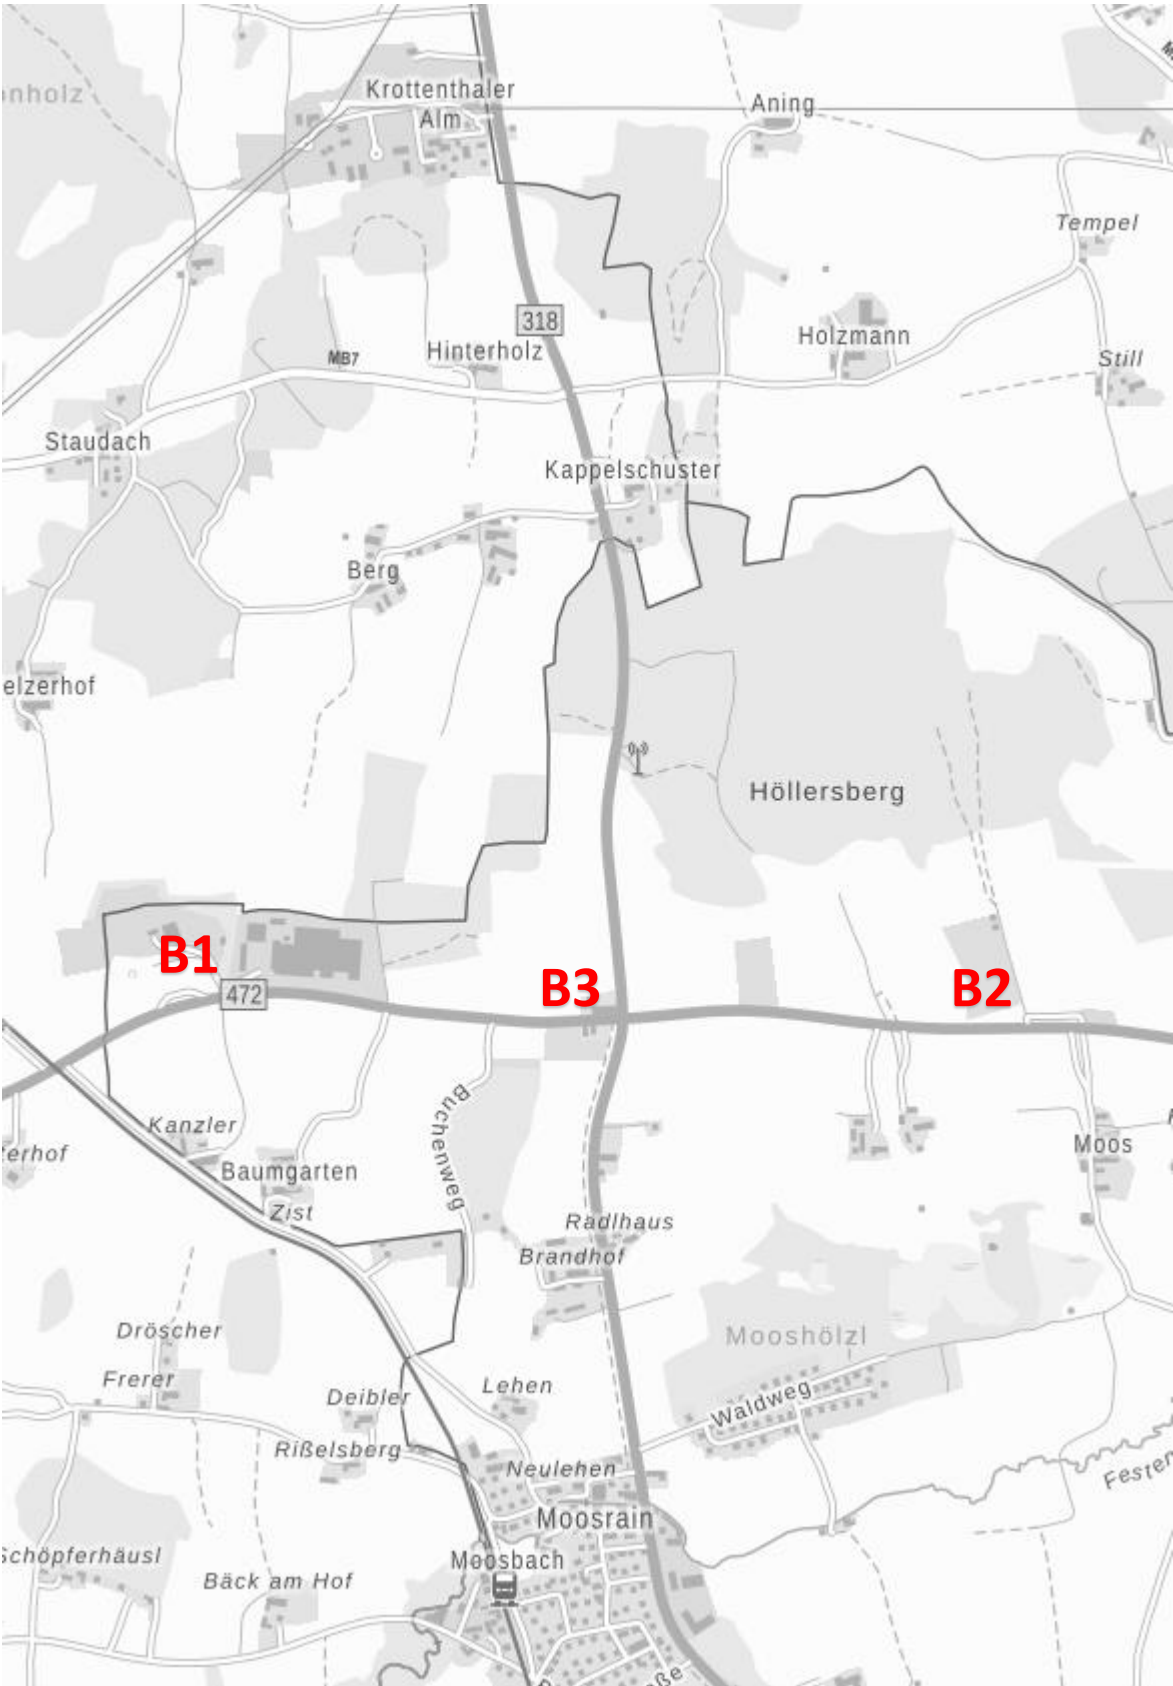 Krottenthaler
Alm
Aning
Tempel
318
Holzmann
Hinterholz
MB7
Still
Staudach
Kappelschuster
Berg
elzerhof
Höllersberg
B1
B3
B2
472
Buchenweg
Kanzler
terhof
Baumgarten
Moos
Zist
Radlhaus
Brandhof
Dröscher
Mooshölzl
Frerer
Deibler
Lehen
Waldweg
Rißelsberg
Neulehen
Festen
Moosrain
Schöpferhäusl
Moosbach
Bäck am Hof
nholz